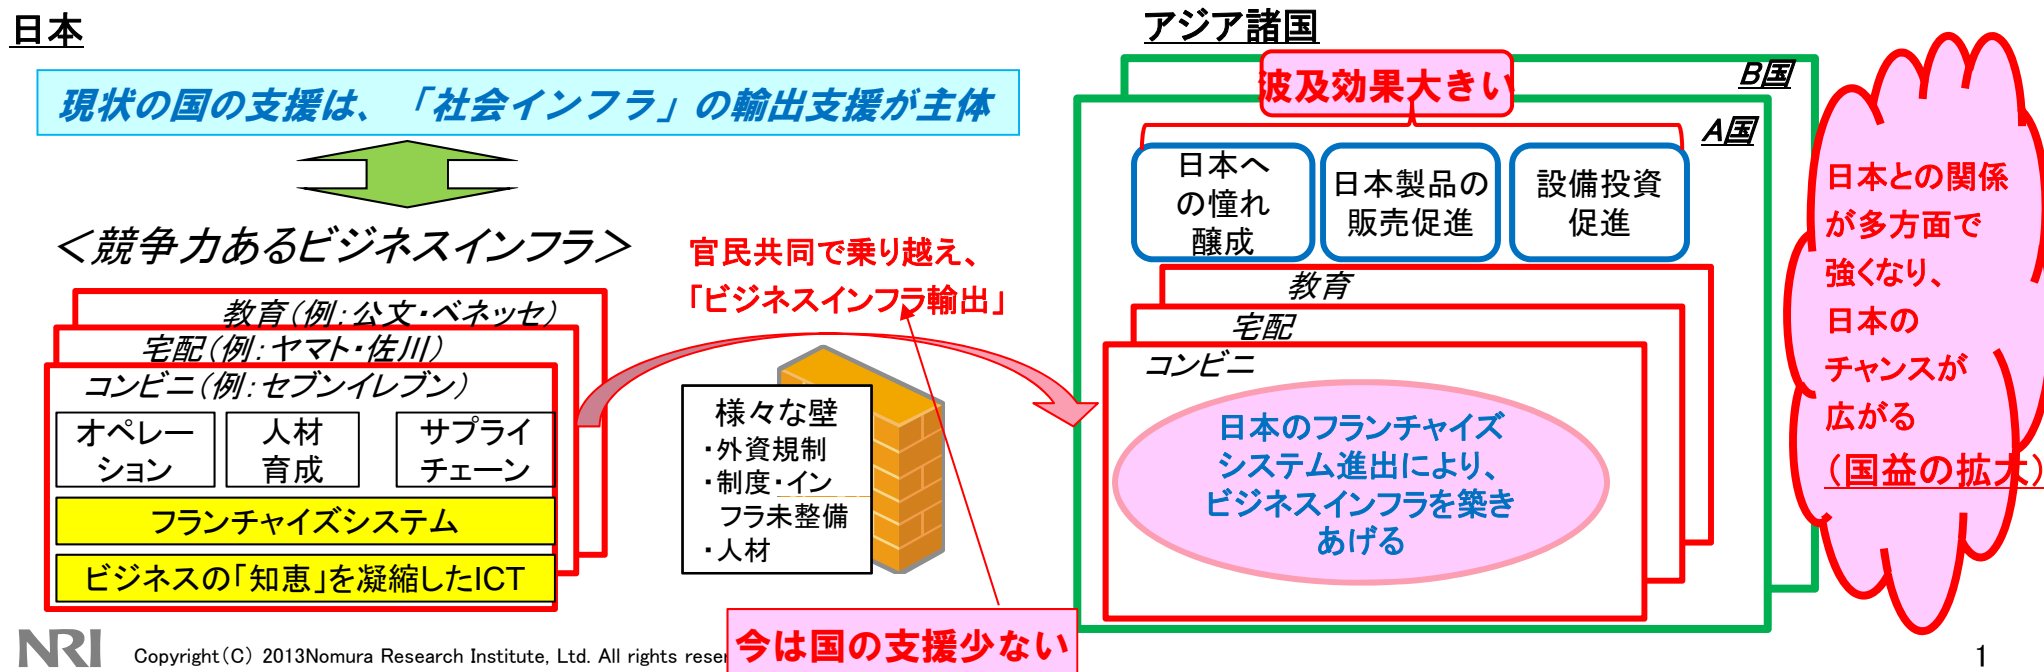 日本
現状の国の支援は、「社会インフラ」の輸出支援が主体
＜競争力あるビジネスインフラ＞
教育（例：公文・ベネッセ）
宅配（例：ヤマト・佐川）
コンビニ（例：セブンイレブン）
オペレー
ション
人材
育成
サプライ
チェーン
フランチャイズシステム
ビジネスの「知恵」を凝縮したICT
官民共同で乗り越え、
「ビジネスインフラ輸出」
様々な壁
・外資規制
・制度・イン
フラ未整備
・人材
今は国の支援少ない
アジア諸国
B国
A国
波及効果大きい
日本へ
の憧れ
醸成
日本製品の
販売促進
設備投資
促進
教育
宅配
コンビニ
日本のフランチャイズ
システム進出により、
ビジネスインフラを築き
あげる
日本との関係
が多方面で
強くなり、
日本の
チャンスが
広がる
（国益の拡大）
NRI
Copyright(C) 2013Nomura Research Institute, Ltd. All rights
1